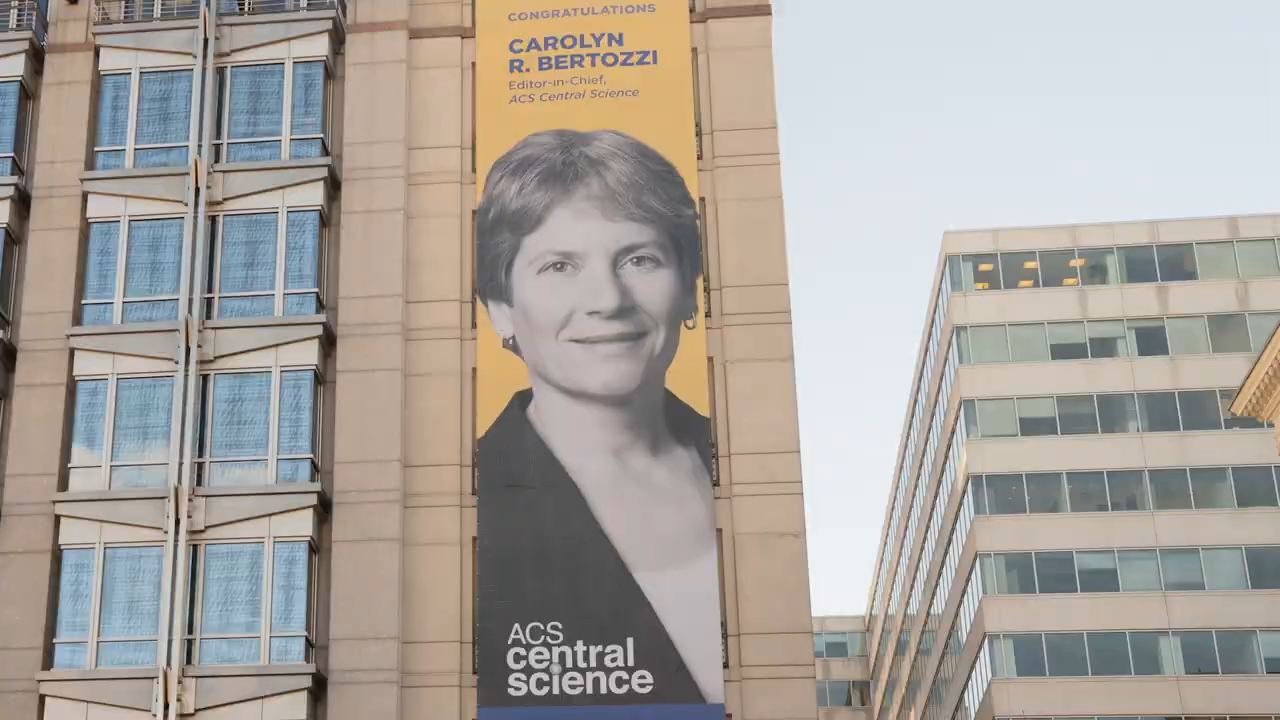 CONGRATULATIONS
CAROLYN
R. BERTOZZI
Editor-in-Chief,
ACS Central Science
ACS
central
science